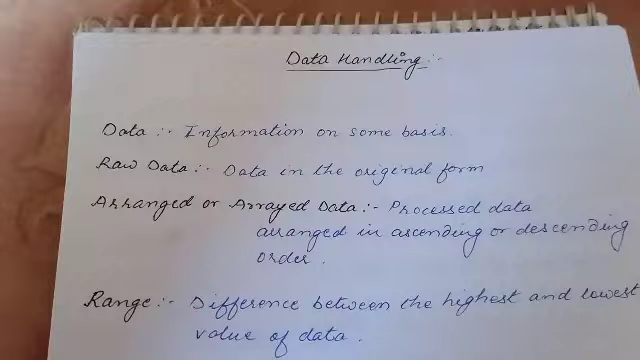 Data Handling:-
Data :- Information on some basis.
Raw Data :- Data in the original form
Arranged or Arrayed Data :- Processed data
arranged in ascending or descending
order.
Range :- Difference between the highest and lowest
value of data.